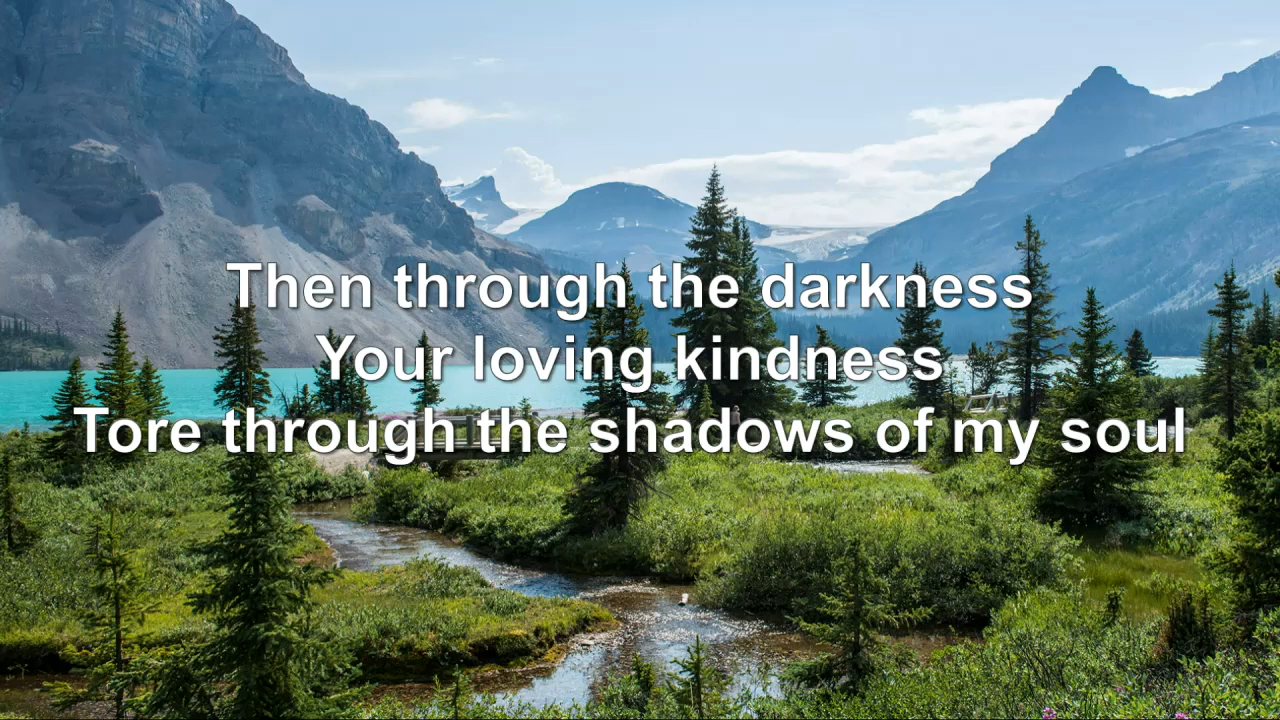 Then through the darkness
Your loving kindness
Tore through the shadows of my soul